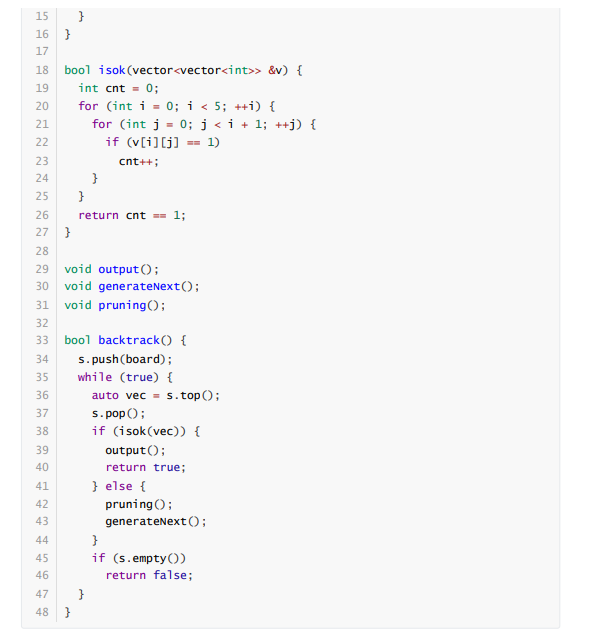 15   }
16 }
17
18 bool isok(vector<vector<int>> &v) {
19   int cnt = 0;
20   for (int i = 0; i < 5; ++i) {
21     for (int j = 0; j < i + 1; ++j) {
22       if (v[i][j] == 1)
23         cnt++;
24     }
25   }
26   return cnt == 1;
27 }
28
29 void output();
30 void generateNext();
31 void pruning();
32
33 bool backtrack() {
34   s.push(board);
35   while (true) {
36     auto vec = s.top();
37     s.pop();
38     if (isok(vec)) {
39       output();
40       return true;
41     } else {
42       pruning();
43       generateNext();
44     }
45     if (s.empty())
46       return false;
47   }
48 }